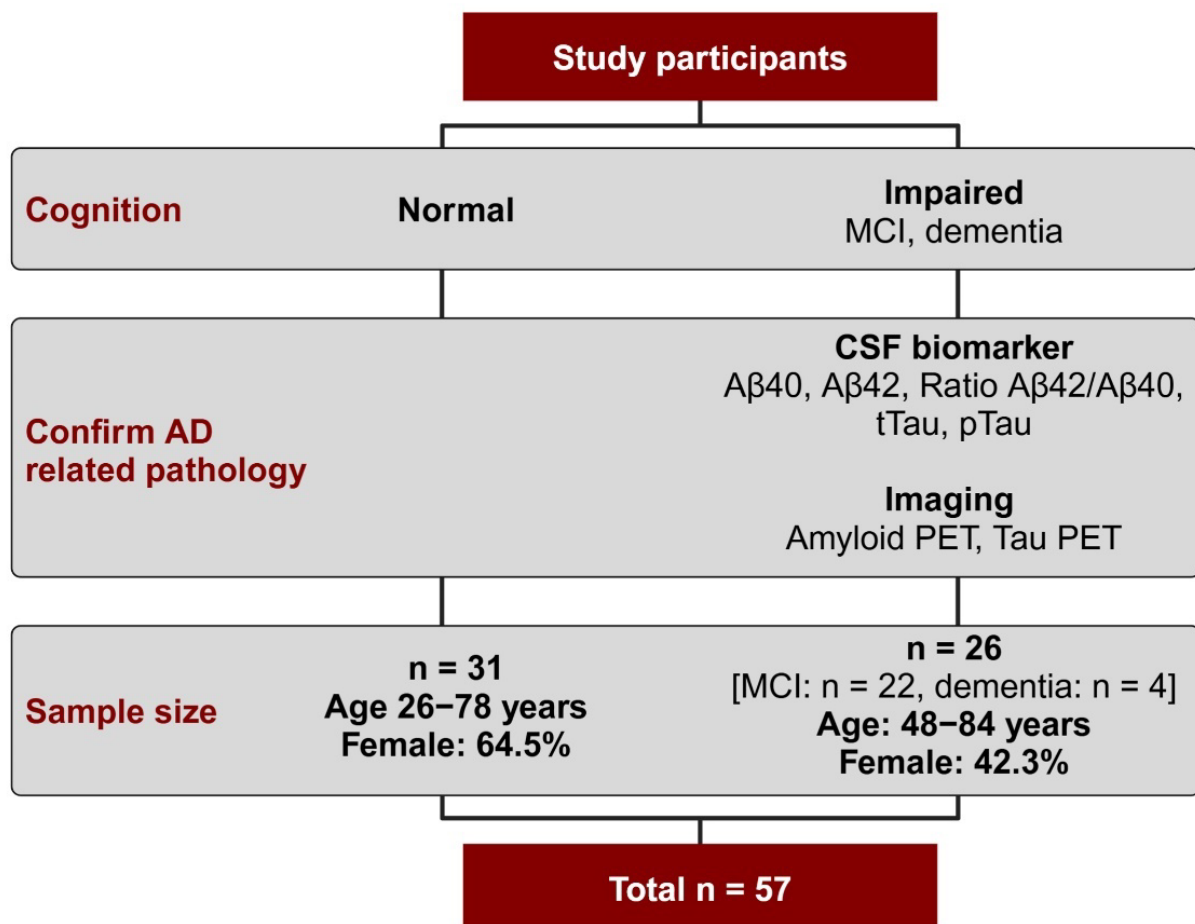 Study participants
Cognition
Normal
Impaired
MCI, dementia
Confirm AD
related pathology
CSF biomarker
Aβ40, Aβ42, Ratio Aβ42/Aβ40,
tTau, pTau
Imaging
Amyloid PET, Tau PET
Sample size
n = 31
Age 26–78 years
Female: 64.5%
n = 26
[MCI: n = 22, dementia: n = 4]
Age: 48–84 years
Female: 42.3%
Total n = 57